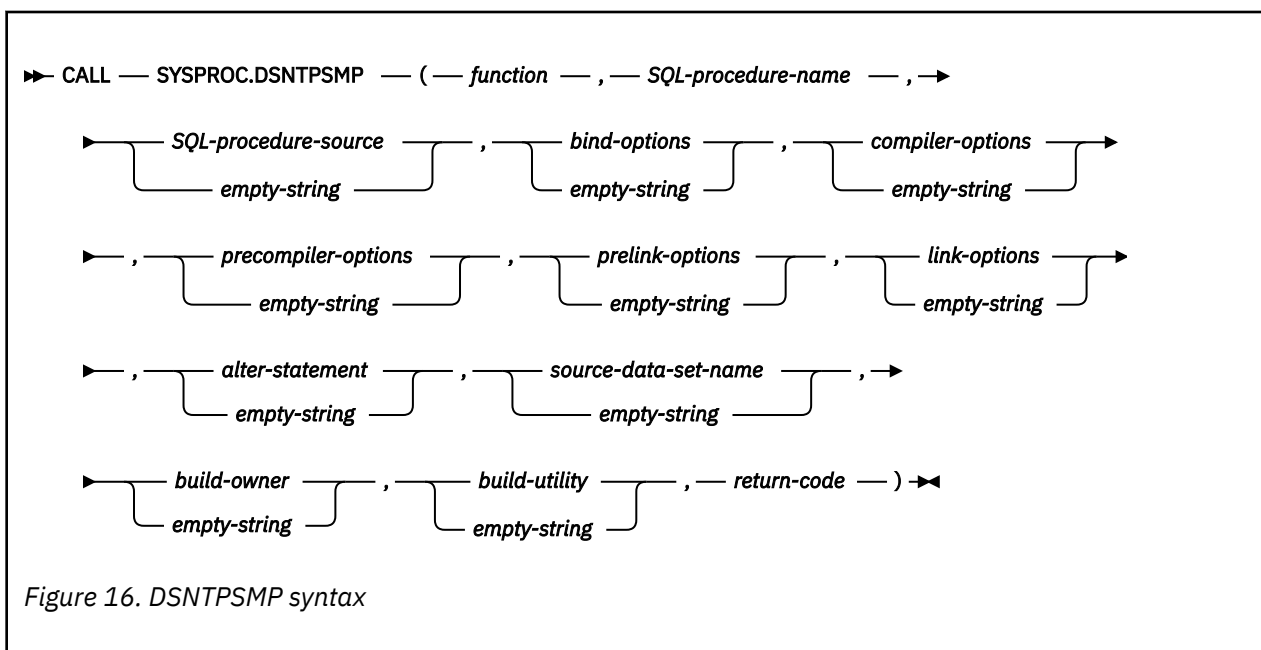 CALL SYSPROC.DSNTPSMP ( function , SQL-procedure-name ,
SQL-procedure-source , bind-options , compiler-options
empty-string empty-string empty-string
, precompiler-options , prelink-options , link-options
empty-string empty-string empty-string
, alter-statement , source-data-set-name ,
empty-string empty-string
build-owner , build-utility , return-code )
empty-string empty-string
Figure 16. DSNTPSMP syntax